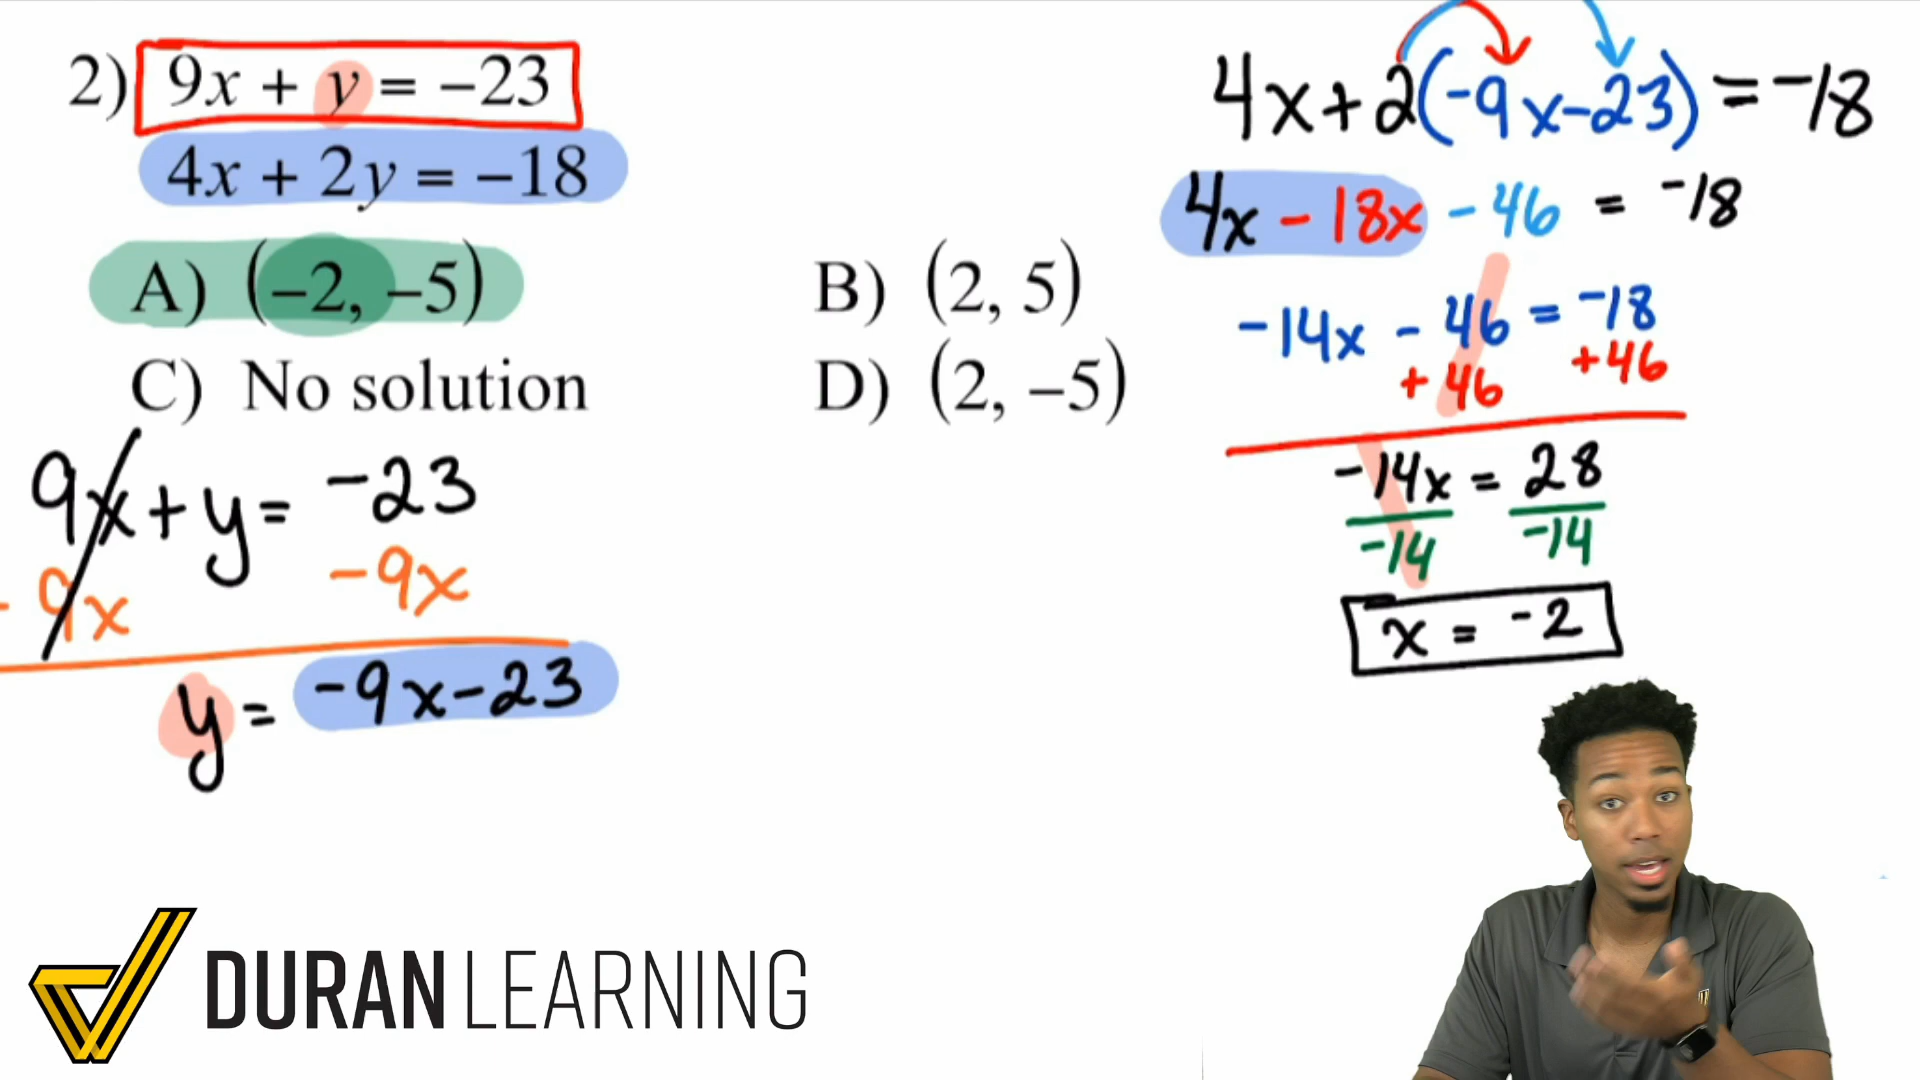 2) 9x + y = −23
4x + 2y = −18
A) (−2, −5)
B) (2, 5)
C) No solution
D) (2, −5)
9x + y = -23
- 9x -9x
y = -9x-23
4x+2(-9x-23) = -18
4x - 18x - 46 = -18
-14x - 46 = -18
+ 46 +46
-14x = 28
-14 -14
x = -2
DURAN LEARNING